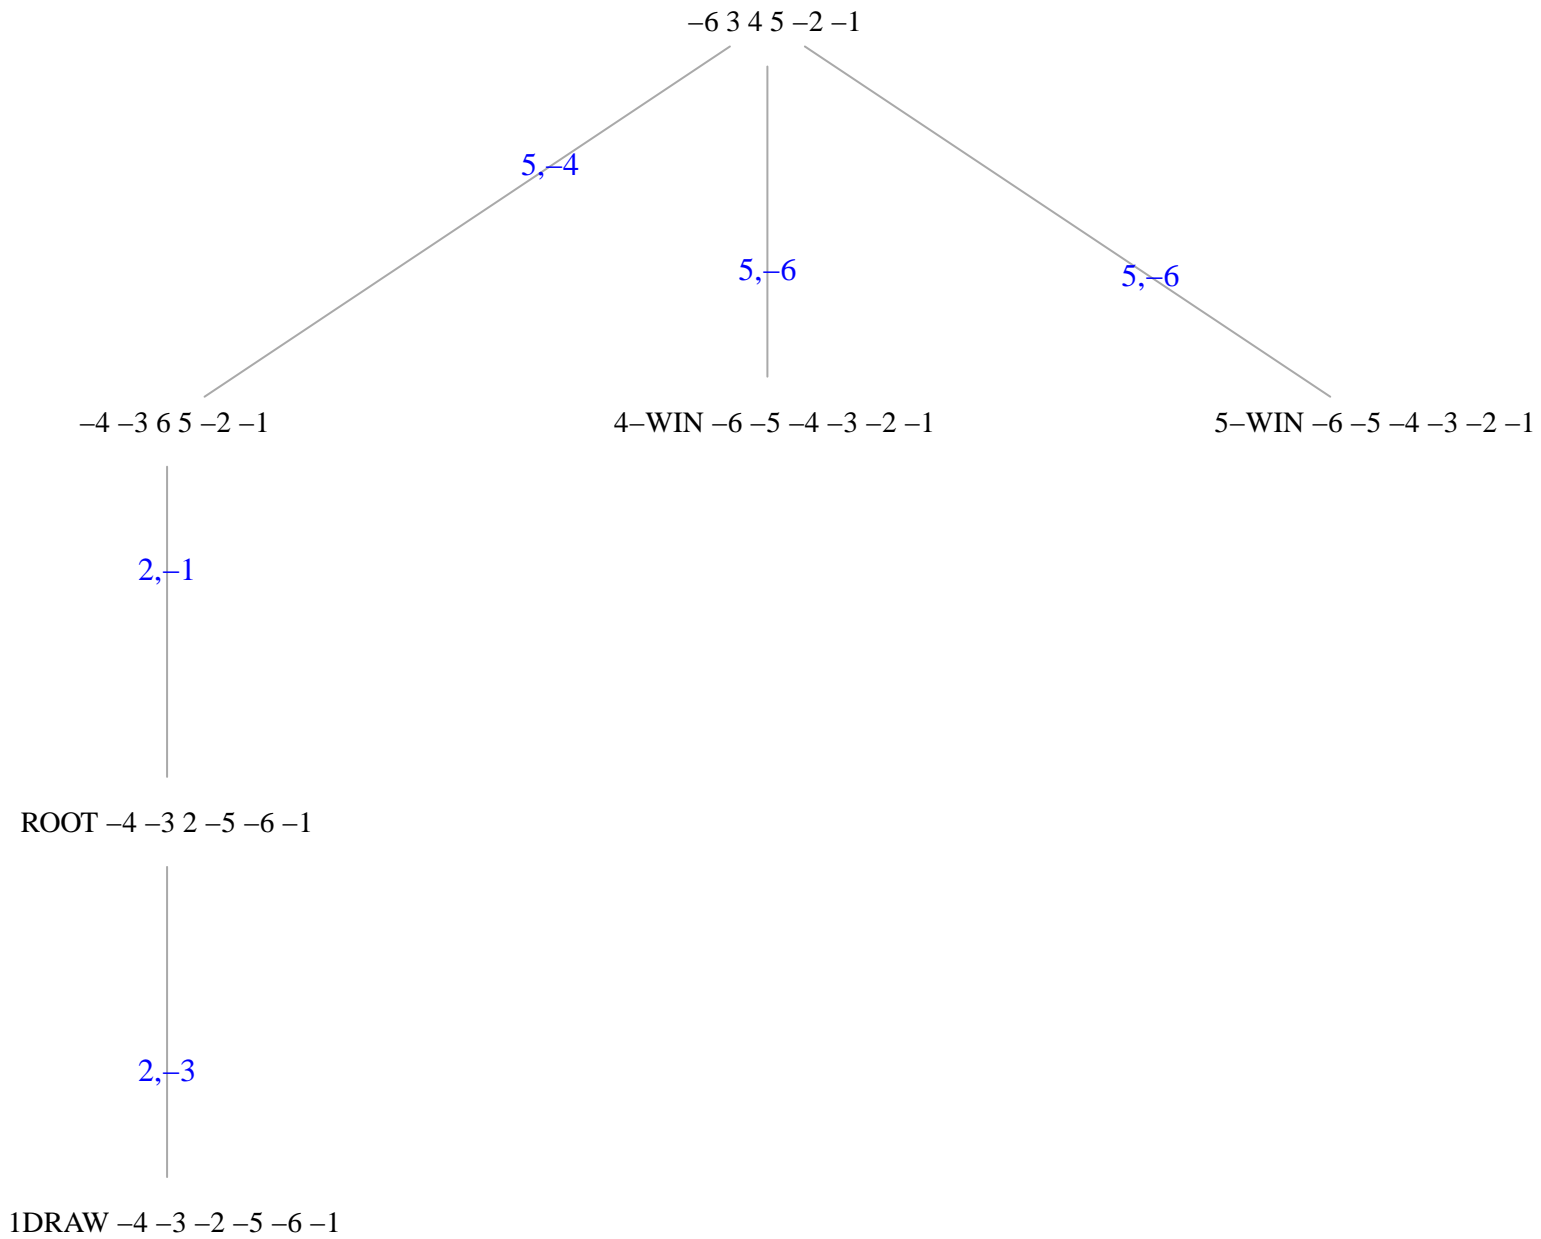 –6 3 4 5 –2 –1
5,–4
5,–6
5,–6
–4 –3 6 5 –2 –1
4–WIN –6 –5 –4 –3 –2 –1
5–WIN –6 –5 –4 –3 –2 –1
2,–1
ROOT –4 –3 2 –5 –6 –1
2,–3
1DRAW –4 –3 –2 –5 –6 –1